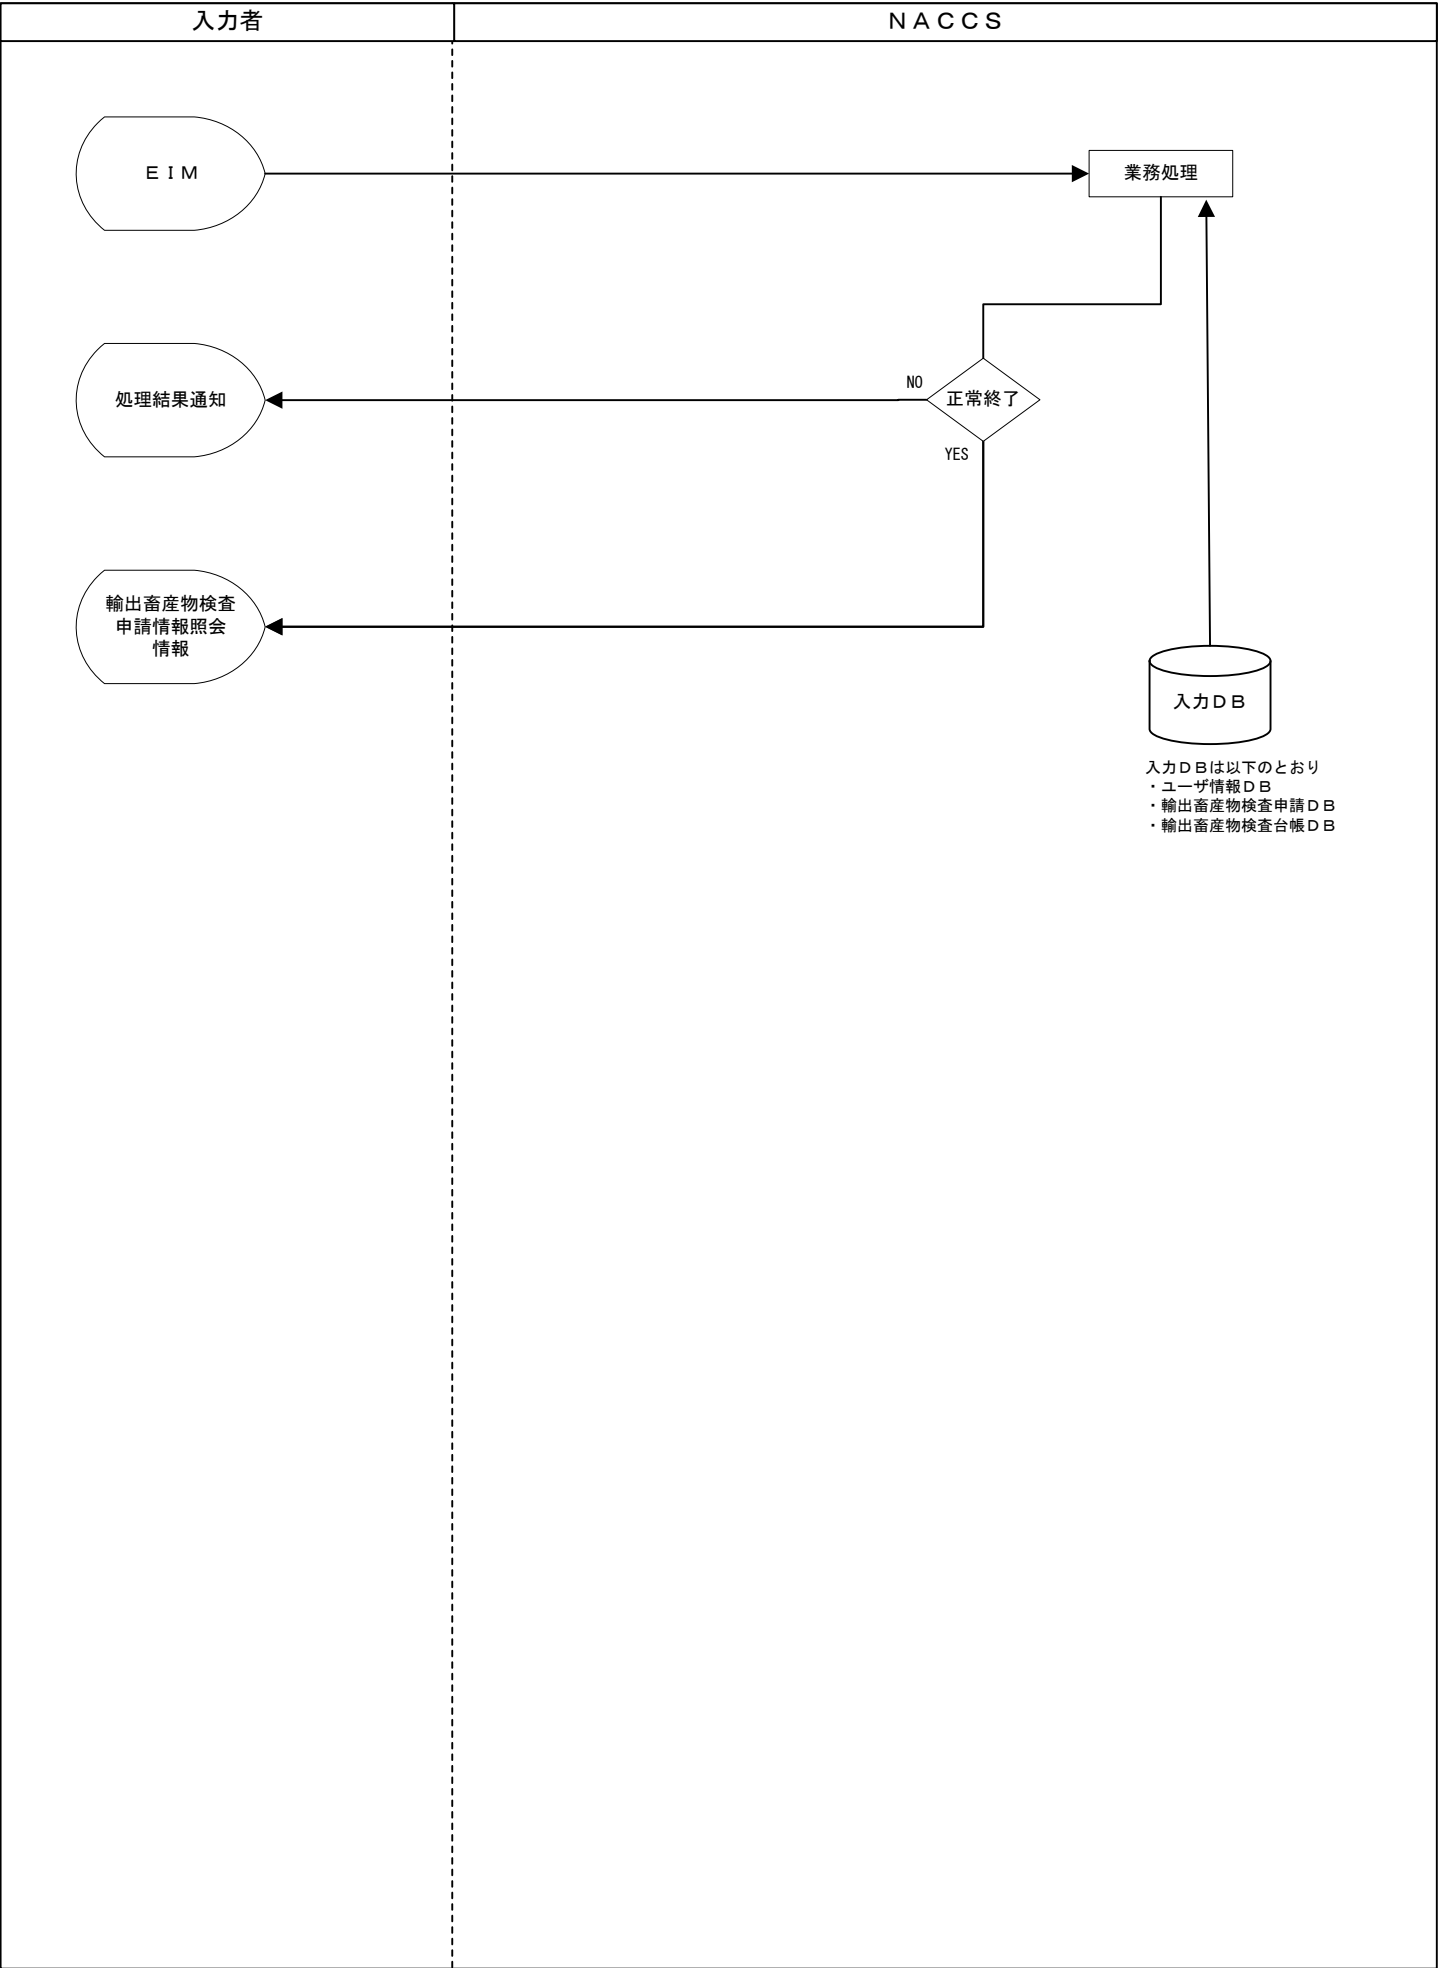 入力者
ＮＡＣＣＳ
ＥＩＭ
業務処理
NO
処理結果通知
正常終了
YES
輸出畜産物検査
申請情報照会
情報
入力ＤＢ
入力ＤＢは以下のとおり
・ユーザ情報ＤＢ
・輸出畜産物検査申請ＤＢ
・輸出畜産物検査台帳ＤＢ